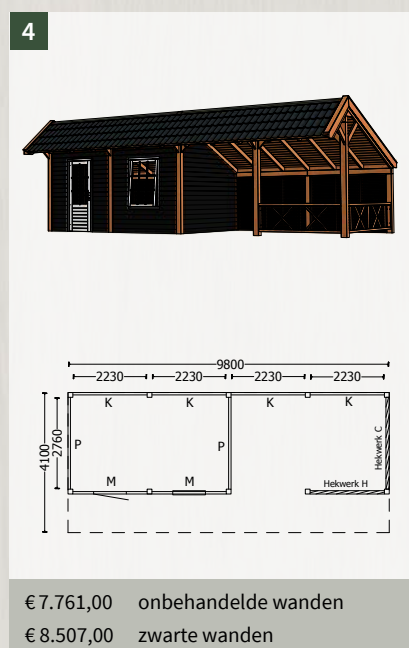 4
9800
2230 2230 2230 2230
K K K K
4100
2760
P P
Hekwerk C
M M
Hekwerk H
€ 7.761,00 onbehandelde wanden
€ 8.507,00 zwarte wanden